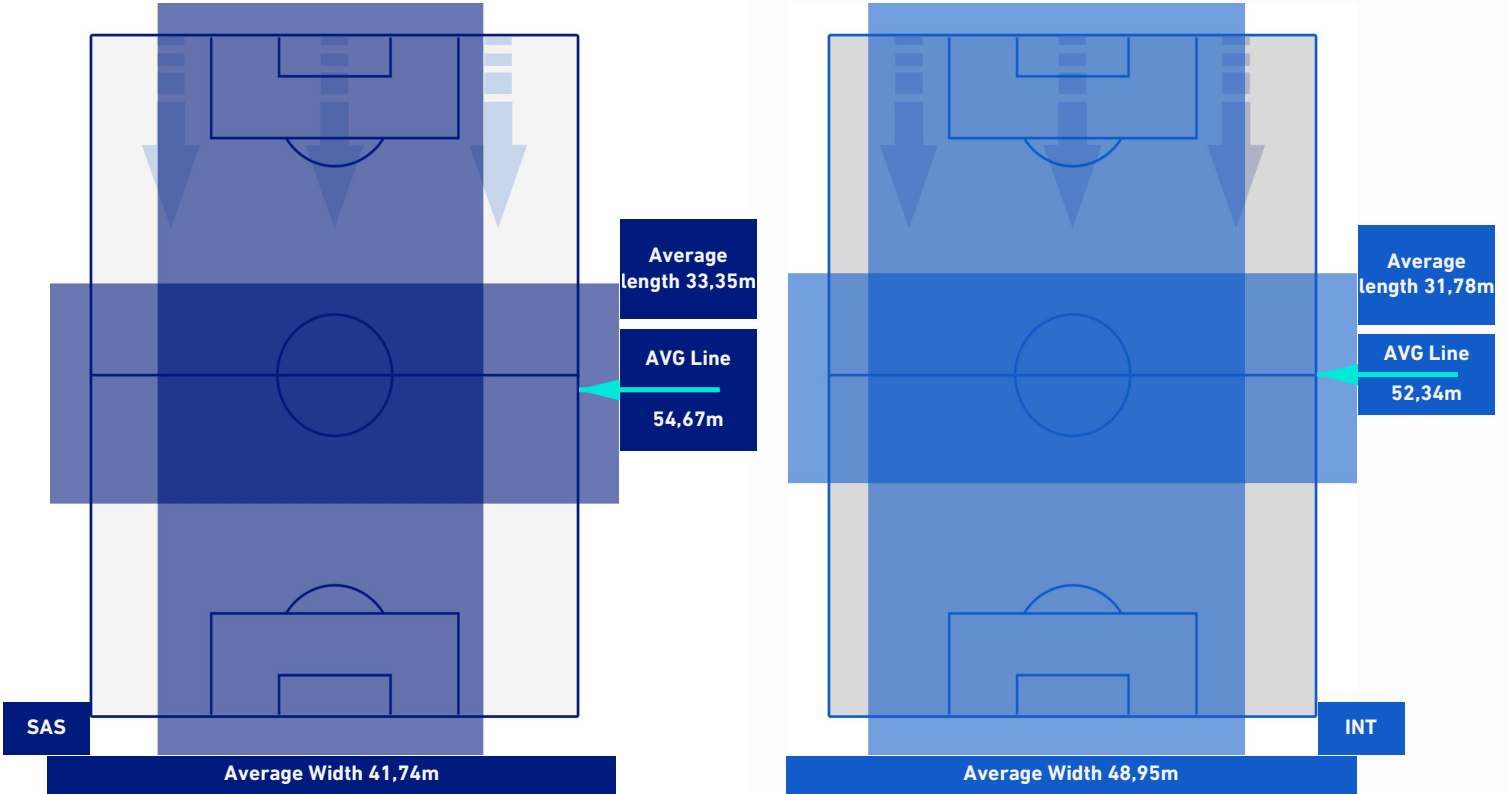 Average
length 33,35m
AVG Line
54,67m
SAS
Average Width 41,74m
Average
length 31,78m
AVG Line
52,34m
INT
Average Width 48,95m